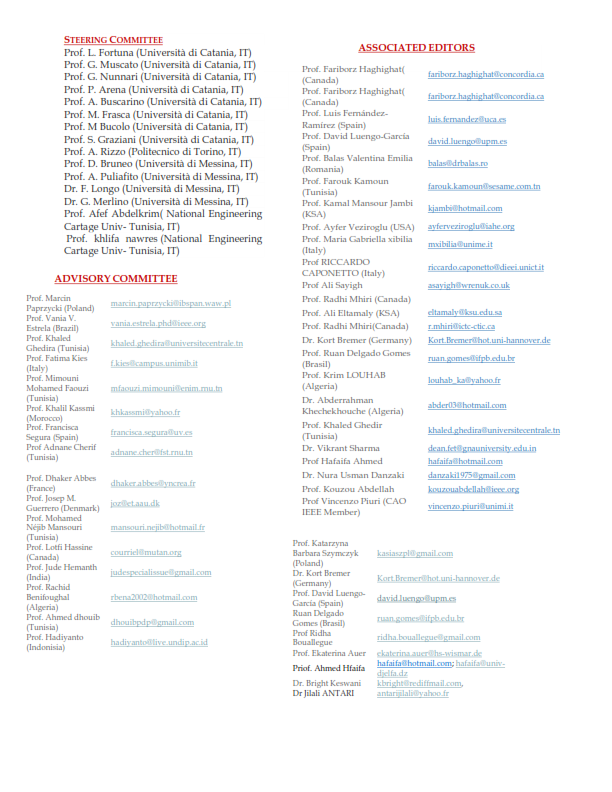 STEERING COMMITTEE
Prof. L. Fortuna (Università di Catania, IT)
Prof. G. Muscato (Università di Catania, IT)
Prof. G. Nunnari (Università di Catania, IT)
Prof. P. Arena (Università di Catania, IT)
Prof. A. Buscarino (Università di Catania, IT)
Prof. M. Frasca (Università di Catania, IT)
Prof. M Bucolo (Università di Catania, IT)
Prof. S. Graziani (Università di Catania, IT)
Prof. A. Rizzo (Politecnico di Torino, IT)
Prof. D. Bruneo (Università di Messina, IT)
Prof. A. Puliafito (Università di Messina, IT)
Dr. F. Longo (Università di Messina, IT)
Dr. G. Merlino (Università di Messina, IT)
Prof. Afef Abdelkrim( National Engineering
Cartage Univ- Tunisia, IT)
Prof. khlifa nawres (National Engineering
Cartage Univ- Tunisia, IT)
ADVISORY COMMITTEE
Prof. Marcin
Paprzycki (Poland) marcin.paprzycki@ibspan.waw.pl
Prof. Vania V.
Estrela (Brazil) vania.estrela.phd@ieee.org
Prof. Khaled
Ghedira (Tunisia) khaled.ghedira@universitecentrale.tn
Prof. Fatima Kies
(Italy) f.kies@campus.unimib.it
Prof. Mimouni
Mohamed Faouzi mfaouzi.mimouni@enim.rnu.tn
(Tunisia)
Prof. Khalil Kassmi
(Morocco) khkassmi@yahoo.fr
Prof. Francisca
Segura (Spain) francisca.segura@uv.es
Prof Adnane Cherif
(Tunisia) adnane.cher@fst.rnu.tn
Prof. Dhaker Abbes
(France) dhaker.abbes@yncrea.fr
Prof. Josep M.
Guerrero (Denmark) joz@et.aau.dk
Prof. Mohamed
Néjib Mansouri mansouri.nejib@hotmail.fr
(Tunisia)
Prof. Lotfi Hassine
(Canada) courriel@mutan.org
Prof. Jude Hemanth
(India) judespecialissue@gmail.com
Prof. Rachid
Benifoughal rbena2002@hotmail.com
(Algeria)
Prof. Ahmed dhouib
(Tunisia) dhouibpdp@gmail.com
Prof. Hadiyanto
(Indonisia) hadiyanto@live.undip.ac.id
ASSOCIATED EDITORS
Prof. Fariborz Haghighat(
(Canada) fariborz.haghighat@concordia.ca
Prof. Fariborz Haghighat(
(Canada) fariborz.haghighat@concordia.ca
Prof. Luis Fernández-
Ramírez (Spain) luis.fernandez@uca.es
Prof. David Luengo-García
(Spain) david.luengo@upm.es
Prof. Balas Valentina Emilia
(Romania) balas@drbalas.ro
Prof. Farouk Kamoun
(Tunisia) farouk.kamoun@sesame.com.tn
Prof. Kamal Mansour Jambi
(KSA) kjambi@hotmail.com
Prof. Ayfer Veziroglu (USA) ayferveziroglu@iahe.org
Prof. Maria Gabriella xibilia
(Italy) mxibilia@unime.it
Prof RICCARDO
CAPONETTO (Italy) riccardo.caponetto@dieei.unict.it
Prof Ali Sayigh asayigh@wrenuk.co.uk
Prof. Radhi Mhiri (Canada)
Prof. Ali Eltamaly (KSA) eltamaly@ksu.edu.sa
Prof. Radhi Mhiri(Canada) r.mhiri@ictc-ctic.ca
Dr. Kort Bremer (Germany) Kort.Bremer@hot.uni-hannover.de
Prof. Ruan Delgado Gomes
(Brasil) ruan.gomes@ifpb.edu.br
Prof. Krim LOUHAB
(Algeria) louhab_ka@yahoo.fr
Dr. Abderrahman
Khechekhouche (Algeria) abder03@hotmail.com
Prof. Khaled Ghedir
(Tunisia) khaled.ghedira@universitecentrale.tn
Dr. Vikrant Sharma dean.fet@gnauniversity.edu.in
Prof Hafaifa Ahmed hafaifa@hotmail.com
Dr. Nura Usman Danzaki danzaki1975@gmail.com
Prof. Kouzou Abdellah kouzouabdellah@ieee.org
Prof Vincenzo Piuri (CAO
IEEE Member) vincenzo.piuri@unimi.it
Prof. Katarzyna
Barbara Szymczyk kasiaszpl@gmail.com
(Poland)
Dr. Kort Bremer
(Germany) Kort.Bremer@hot.uni-hannover.de
Prof. David Luengo-
García (Spain) david.luengo@upm.es
Ruan Delgado
Gomes (Brasil) ruan.gomes@ifpb.edu.br
Prof Ridha
Bouallegue ridha.bouallegue@gmail.com
Prof. Ekaterina Auer ekaterina.auer@hs-wismar.de
Priof. Ahmed Hfaifa hafaifa@hotmail.com; hafaifa@univ-
djelfa.dz
Dr. Bright Keswani kbright@rediffmail.com,
Dr Jilali ANTARI antarijilali@yahoo.fr